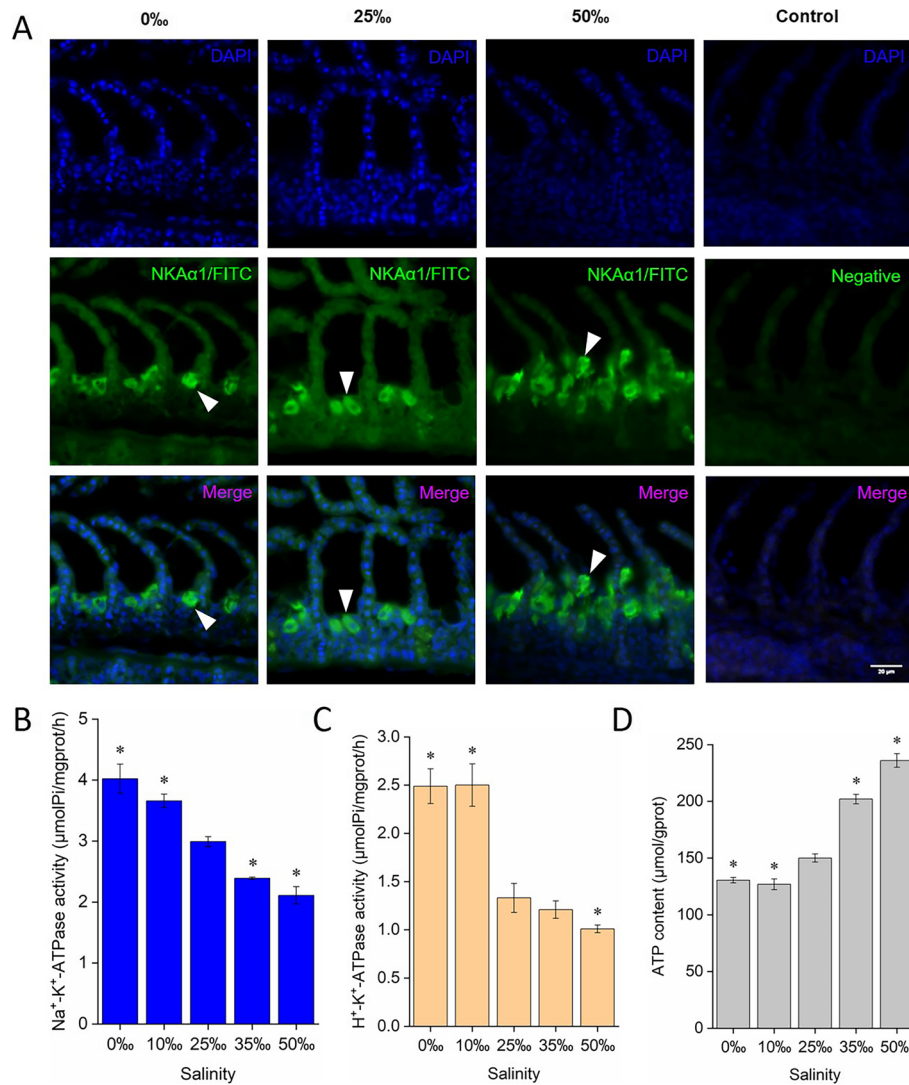 A
0‰ 25‰ 50‰ Control
DAPI DAPI DAPI DAPI
NKAα1/FITC NKAα1/FITC NKAα1/FITC Negative
Merge Merge Merge Merge
20 μm
B
Na⁺-K⁺-ATPase activity (μmolPi/mgprot/h)
5
4
3
2
1
0
* * * *
0‰ 10‰ 25‰ 35‰ 50‰
Salinity
C
H⁺-K⁺-ATPase activity (μmolPi/mgprot/h)
3.0
2.5
2.0
1.5
1.0
0.5
0.0
* * *
0‰ 10‰ 25‰ 35‰ 50‰
Salinity
D
ATP content (μmol/gprot)
250
200
150
100
50
0
* * * *
0‰ 10‰ 25‰ 35‰ 50‰
Salinity